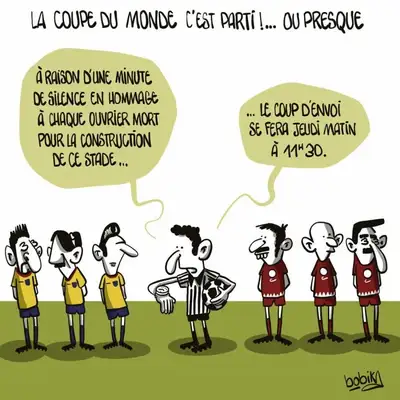 LA COUPE DU MONDE C'EST PARTI !... OU PRESQUE
À RAISON D'UNE MINUTE
DE SILENCE EN HOMMAGE
À CHAQUE OUVRIER MORT
POUR LA CONSTRUCTION
DE CE STADE...
... LE COUP D'ENVOI
SE FERA JEUDI MATIN
À 11H30.
bobika